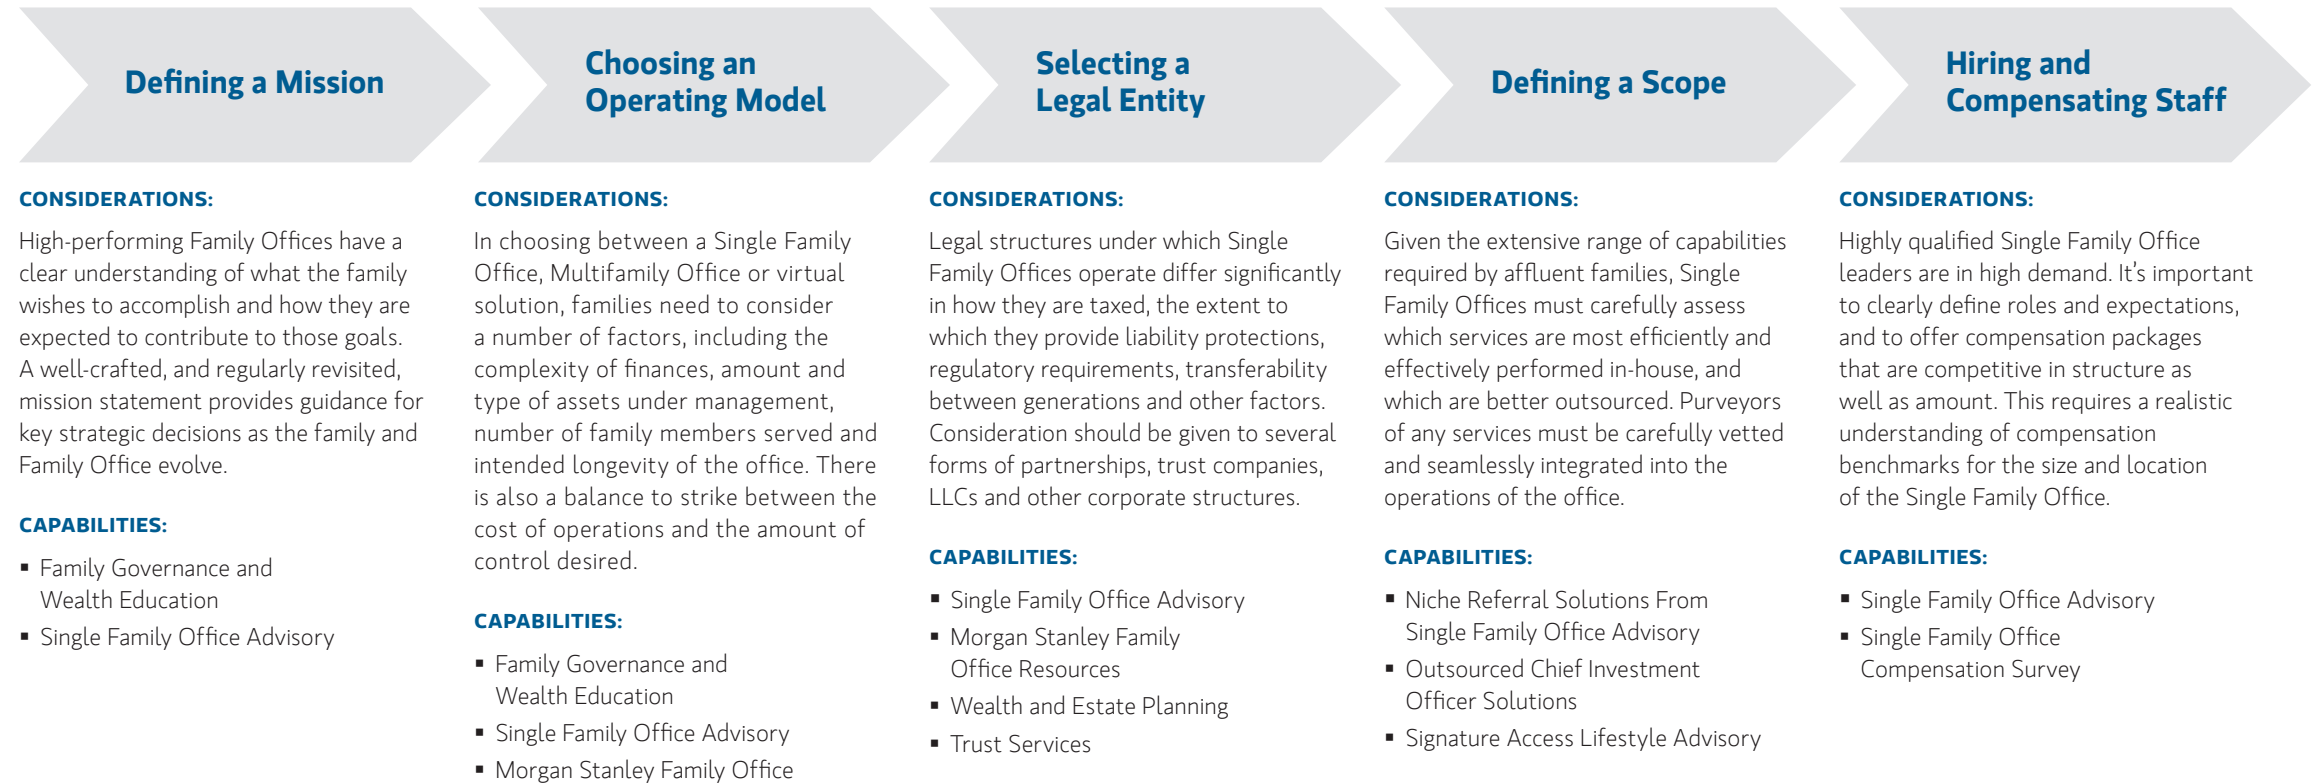 Defining a Mission
CONSIDERATIONS:
High-performing Family Offices have a
clear understanding of what the family
wishes to accomplish and how they are
expected to contribute to those goals.
A well-crafted, and regularly revisited,
mission statement provides guidance for
key strategic decisions as the family and
Family Office evolve.
CAPABILITIES:
▪ Family Governance and
Wealth Education
▪ Single Family Office Advisory
Choosing an
Operating Model
CONSIDERATIONS:
In choosing between a Single Family
Office, Multifamily Office or virtual
solution, families need to consider
a number of factors, including the
complexity of finances, amount and
type of assets under management,
number of family members served and
intended longevity of the office. There
is also a balance to strike between the
cost of operations and the amount of
control desired.
CAPABILITIES:
▪ Family Governance and
Wealth Education
▪ Single Family Office Advisory
▪ Morgan Stanley Family Office
Selecting a
Legal Entity
CONSIDERATIONS:
Legal structures under which Single
Family Offices operate differ significantly
in how they are taxed, the extent to
which they provide liability protections,
regulatory requirements, transferability
between generations and other factors.
Consideration should be given to several
forms of partnerships, trust companies,
LLCs and other corporate structures.
CAPABILITIES:
▪ Single Family Office Advisory
▪ Morgan Stanley Family
Office Resources
▪ Wealth and Estate Planning
▪ Trust Services
Defining a Scope
CONSIDERATIONS:
Given the extensive range of capabilities
required by affluent families, Single
Family Offices must carefully assess
which services are most efficiently and
effectively performed in-house, and
which are better outsourced. Purveyors
of any services must be carefully vetted
and seamlessly integrated into the
operations of the office.
CAPABILITIES:
▪ Niche Referral Solutions From
Single Family Office Advisory
▪ Outsourced Chief Investment
Officer Solutions
▪ Signature Access Lifestyle Advisory
Hiring and
Compensating Staff
CONSIDERATIONS:
Highly qualified Single Family Office
leaders are in high demand. It’s important
to clearly define roles and expectations,
and to offer compensation packages
that are competitive in structure as
well as amount. This requires a realistic
understanding of compensation
benchmarks for the size and location
of the Single Family Office.
CAPABILITIES:
▪ Single Family Office Advisory
▪ Single Family Office
Compensation Survey